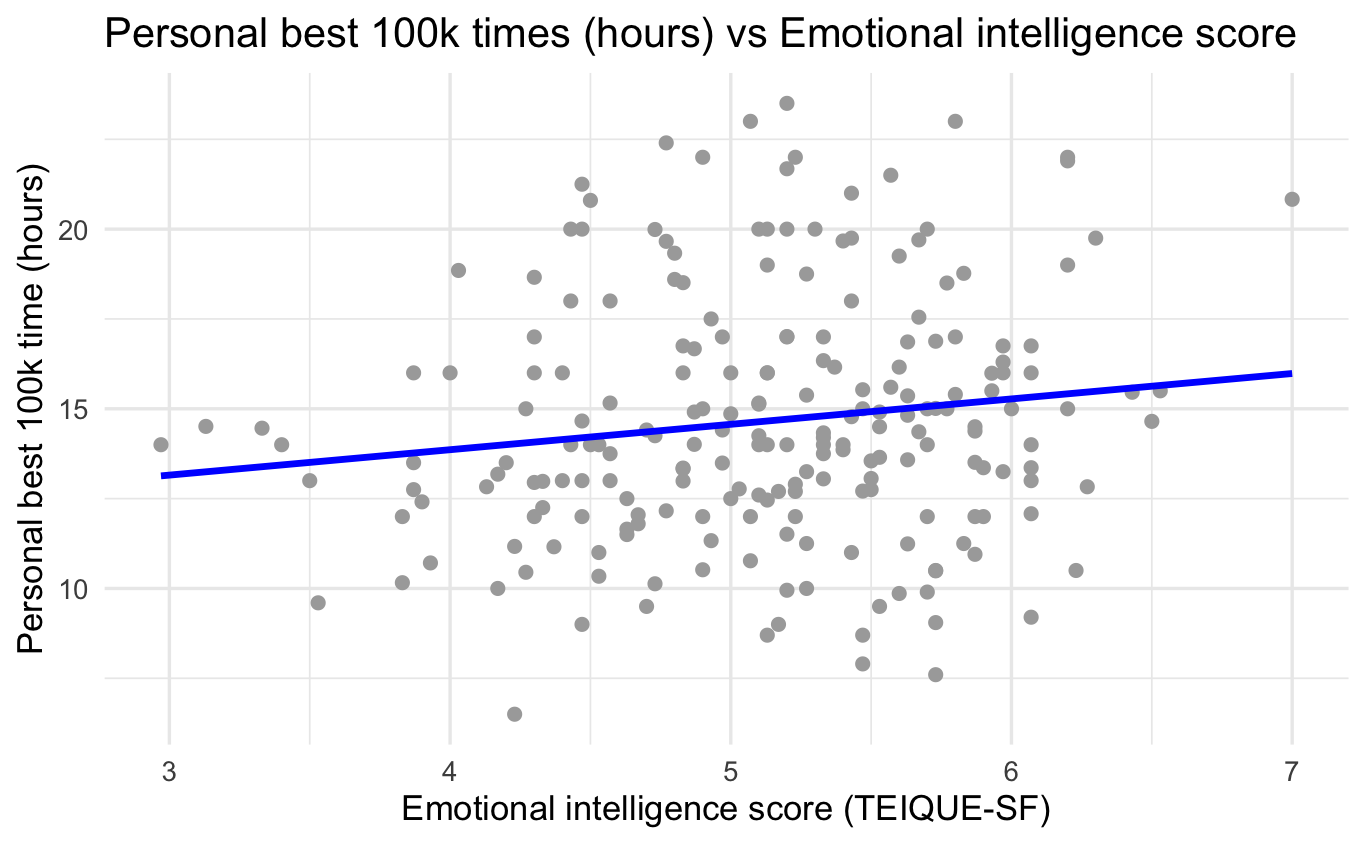 Personal best 100k times (hours) vs Emotional intelligence score
Personal best 100k time (hours)
20
15
10
3 4 5 6 7
Emotional intelligence score (TEIQUE-SF)